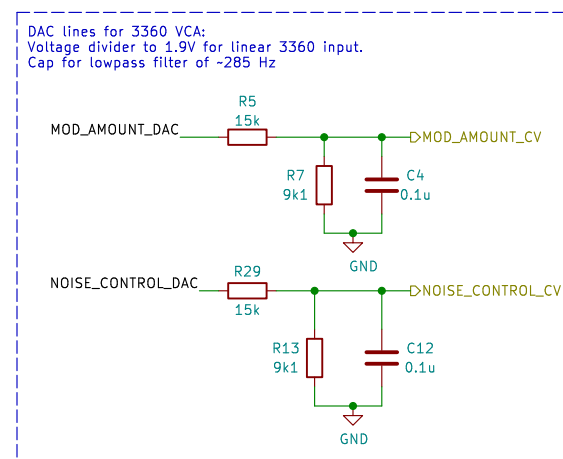 DAC lines for 3360 VCA:
Voltage divider to 1.9V for linear 3360 input.
Cap for lowpass filter of ~285 Hz
R5
15k
MOD_AMOUNT_DAC
MOD_AMOUNT_CV
R7
9k1
C4
0.1u
GND
R29
15k
NOISE_CONTROL_DAC
NOISE_CONTROL_CV
R13
9k1
C12
0.1u
GND